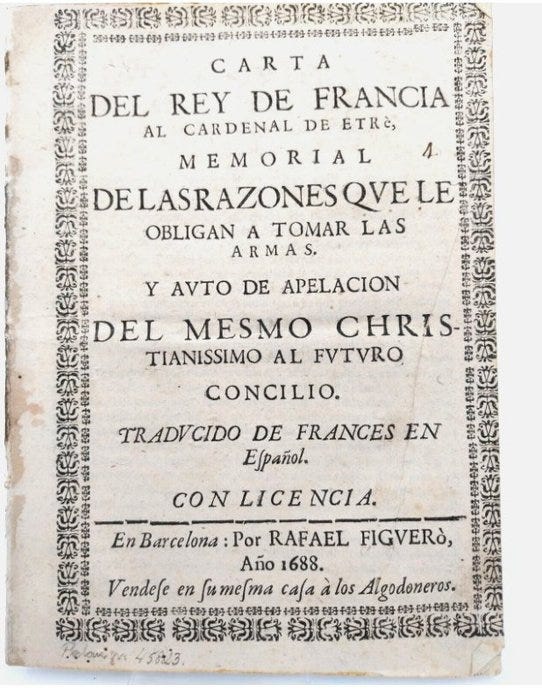 CARTA
DEL REY DE FRANCIA
AL CARDENAL DE ETRè,
MEMORIAL
1.
DE LAS RAZONES QVE LE
OBLIGAN A TOMAR LAS
ARMAS.
Y AVTO DE APELACION
DEL MESMO CHRIS-
TIANISSIMO AL FVTVRO
CONCILIO.
TRADVCIDO DE FRANCES EN
Eſpañol.
CON LICENCIA.
En Barcelona: Por RAFAEL FIGVERò,
Año 1688.
Vendeſe en ſu meſma caſa à los Algodoneros.
45823.